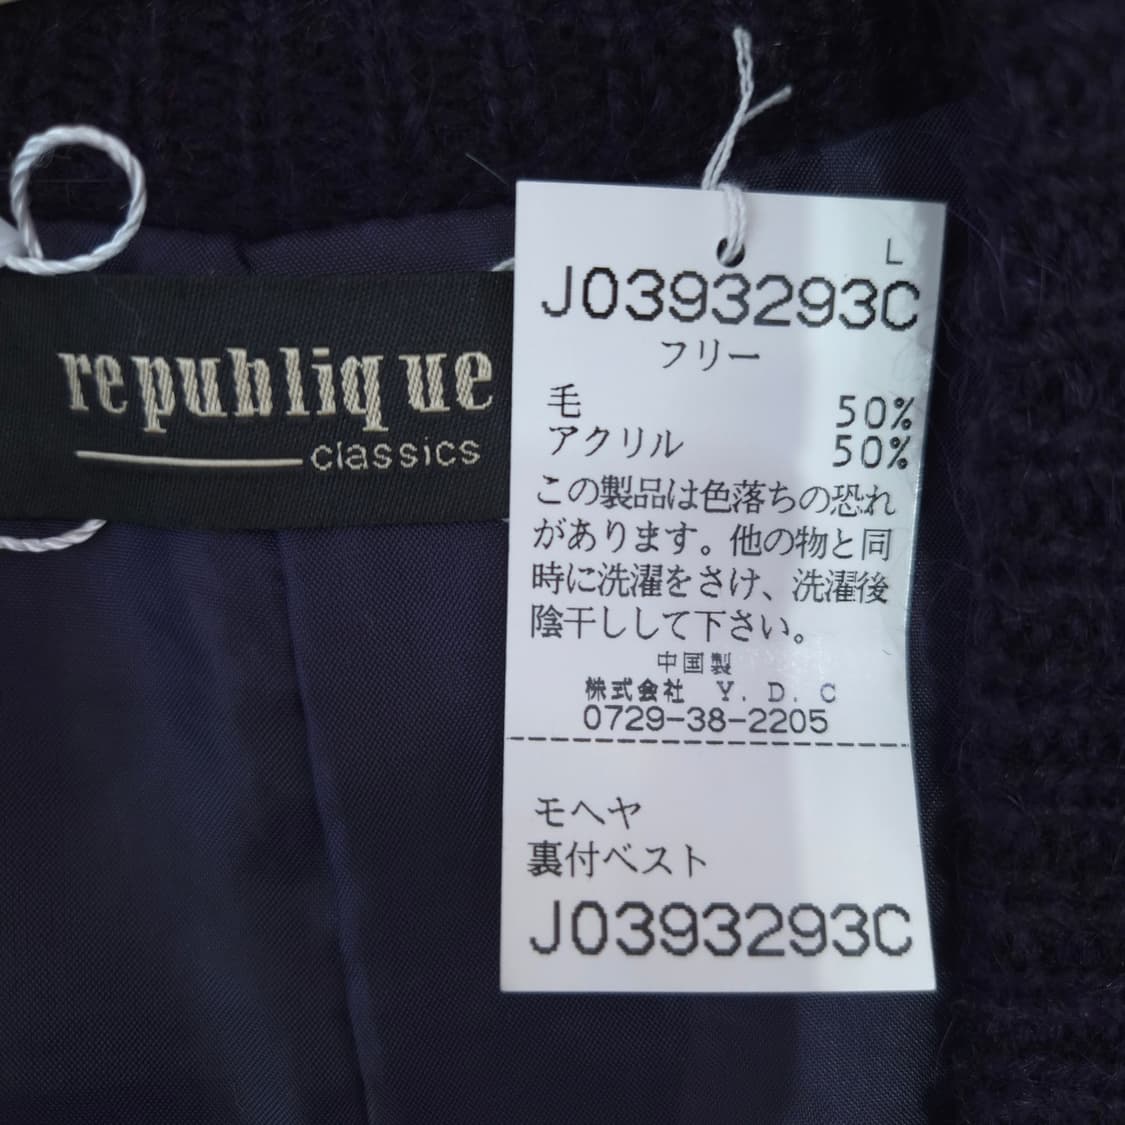 republique
classics
L
J0393293C
フリー
毛 50%
アクリル 50%
この製品は色落ちの恐れ
があります。他の物と同
時に洗濯をさけ、洗濯後
陰干しして下さい。
中国製
株式会社 Y.D.C
0729-38-2205
モヘヤ
裏付ベスト
J0393293C